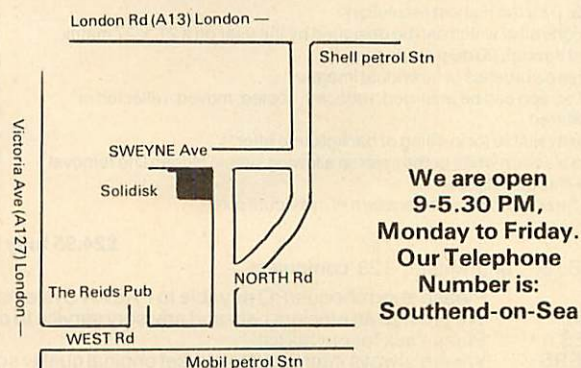 London Rd (A13) London —
Shell petrol Stn
Victoria Ave (A127) London —
SWEYNE Ave
Solidisk
We are open
9-5.30 PM,
Monday to Friday.
Our Telephone
Number is:
Southend-on-Sea
NORTH Rd
The Reids Pub
WEST Rd
Mobil petrol Stn